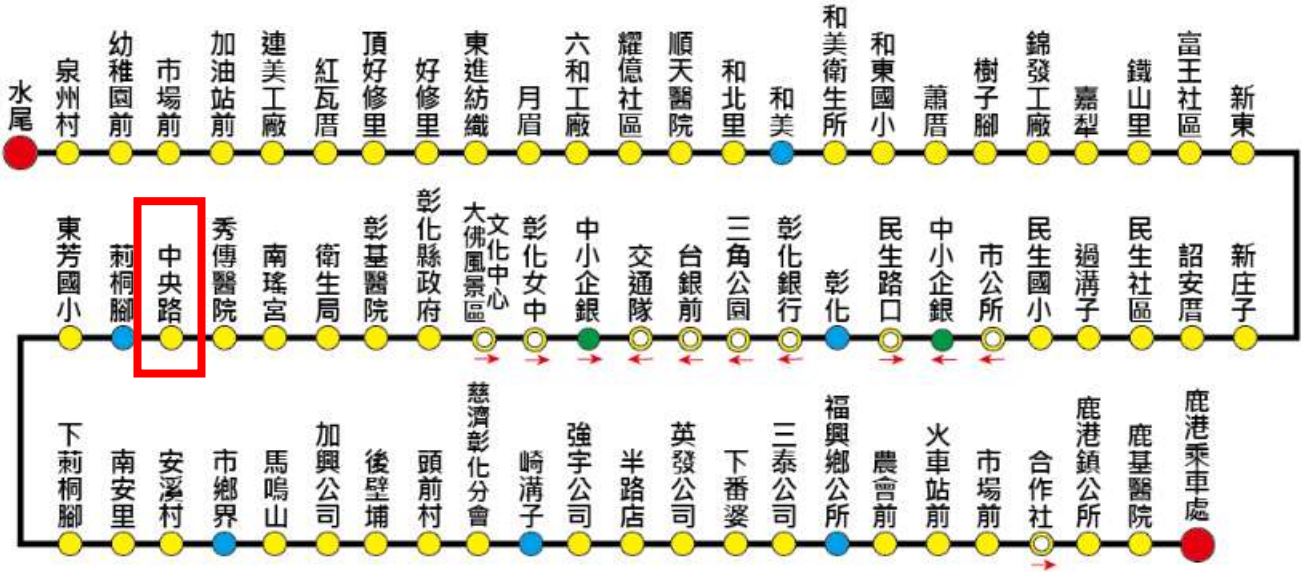 水尾
泉州村
幼稚園前
市場前
加油站前
連美工廠
紅瓦厝
頂好修里
好修里
東進紡織
月眉
六和工廠
耀億社區
順天醫院
和北里
和美
和美衛生所
和東國小
蕭厝
樹子腳
錦發工廠
嘉犁
鐵山里
富王社區
新東
東芳國小
莿桐腳
中央路
秀傳醫院
南瑤宮
衛生局
彰基醫院
彰化縣政府
文化中心
大佛風景區
彰化女中
中小企銀
交通隊
台銀前
三角公園
彰化銀行
彰化
民生路口
中小企銀
市公所
民生國小
過溝子
民生社區
詔安厝
新庄子
下莿桐腳
南安里
安溪村
市鄉界
馬鳴山
加興公司
後壁埔
頭前村
慈濟彰化分會
崎溝子
強字公司
半路店
英發公司
下番婆
三泰公司
福興鄉公所
農會前
火車站前
市場前
合作社
鹿港鎮公所
鹿基醫院
鹿港乘車處